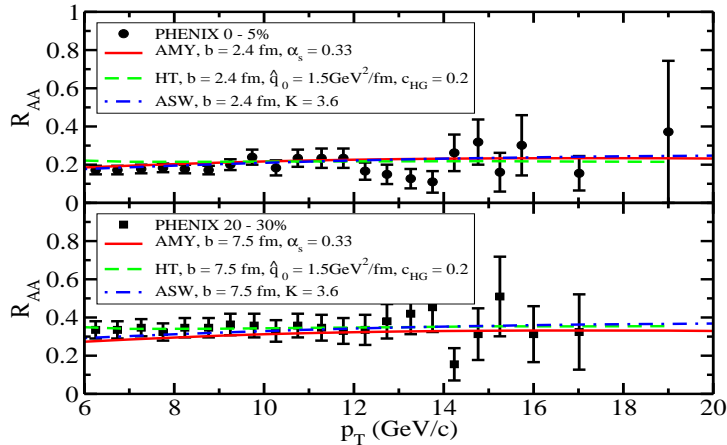 1
0.8
0.6
0.4
0.2
0
R_AA
PHENIX 0 - 5%
AMY, b = 2.4 fm, α_s = 0.33
HT, b = 2.4 fm, q̂_0 = 1.5GeV²/fm, c_HG = 0.2
ASW, b = 2.4 fm, K = 3.6
0.8
0.6
0.4
0.2
0
R_AA
PHENIX 20 - 30%
AMY, b = 7.5 fm, α_s = 0.33
HT, b = 7.5 fm, q̂_0 = 1.5GeV²/fm, c_HG = 0.2
ASW, b = 7.5 fm, K = 3.6
6 8 10 12 14 16 18 20
p_T (GeV/c)